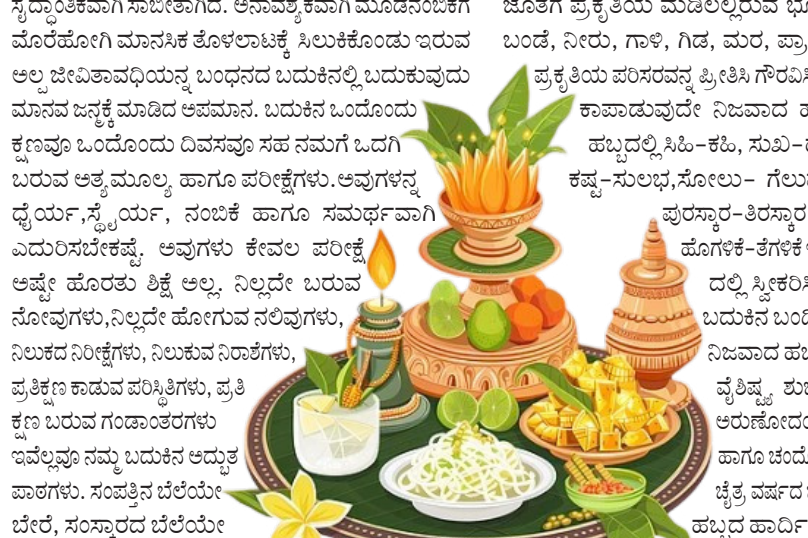 ಸೈದ್ಧಾಂತಿಕವಾಗಿ ಸಾಬೀತಾಗಿದೆ. ಅನಾವಶ್ಯಕವಾಗಿ ಮೂಢನಂಬಿಕೆಗೆ
ಮೊರೆಹೋಗಿ ಮಾನಸಿಕ ತೊಳಲಾಟಕ್ಕೆ ಸಿಲುಕಿಕೊಂಡು ಇರುವ
ಅಲ್ಪ ಜೀವಿತಾವಧಿಯನ್ನ ಬಂಧನದ ಬದುಕಿನಲ್ಲಿ ಬದುಕುವುದು
ಮಾನವ ಜನ್ಮಕ್ಕೆ ಮಾಡಿದ ಅಪಮಾನ. ಬದುಕಿನ ಒಂದೊಂದು
ಕ್ಷಣವೂ ಒಂದೊಂದು ದಿವಸವೂ ಸಹ ನಮಗೆ ಒದಗಿ
ಬರುವ ಅತ್ಯಮೂಲ್ಯ ಹಾಗೂ ಪರೀಕ್ಷೆಗಳು.ಅವುಗಳನ್ನ
ಧೈರ್ಯ,ಸ್ಥೈರ್ಯ, ನಂಬಿಕೆ ಹಾಗೂ ಸಮರ್ಥವಾಗಿ
ಎದುರಿಸಬೇಕಷ್ಟೆ. ಅವುಗಳು ಕೇವಲ ಪರೀಕ್ಷೆ
ಅಷ್ಟೇ ಹೊರತು ಶಿಕ್ಷೆ ಅಲ್ಲ. ನಿಲ್ಲದೇ ಬರುವ
ನೋವುಗಳು,ನಿಲ್ಲದೇ ಹೋಗುವ ನಲಿವುಗಳು,
ನಿಲುಕದ ನಿರೀಕ್ಷೆಗಳು, ನಿಲುಕುವ ನಿರಾಶೆಗಳು,
ಪ್ರತಿಕ್ಷಣ ಕಾಡುವ ಪರಿಸ್ಥಿತಿಗಳು, ಪ್ರತಿ
ಕ್ಷಣ ಬರುವ ಗಂಡಾಂತರಗಳು
ಇವೆಲ್ಲವೂ ನಮ್ಮ ಬದುಕಿನ ಅದ್ಭುತ
ಪಾಠಗಳು. ಸಂಪತ್ತಿನ ಬೆಲೆಯೇ
ಬೇರೆ, ಸಂಸ್ಕಾರದ ಬೆಲೆಯೇ
ಜೊತೆಗೆ ಪ್ರಕೃತಿಯ ಮಡಿಲಲ್ಲಿರುವ
ಬಂಡೆ, ನೀರು, ಗಾಳಿ, ಗಿಡ, ಮರ, ಪ್ರಾ
ಪ್ರಕೃತಿಯ ಪರಿಸರವನ್ನ ಪ್ರೀತಿಸಿ ಗೌರವಿಸಿ
ಕಾಪಾಡುವುದೇ ನಿಜವಾದ
ಹಬ್ಬದಲ್ಲಿ ಸಿಹಿ-ಕಹಿ, ಸುಖ-
ಕಷ್ಟ-ಸುಲಭ,ಸೋಲು- ಗೆಲು
ಪುರಸ್ಕಾರ-ತಿರಸ್ಕಾರ
ಹೊಗಳಿಕೆ-ತೆಗಳಿಕೆ
ದಲ್ಲಿ ಸ್ವೀಕರಿಸಿ
ಬದುಕಿನ ಬಂಡಿ
ನಿಜವಾದ ಹಬ
ವೈಶಿಷ್ಟ್ಯ
ಅರುಣೋದ
ಹಾಗೂ
ಚೈತ್ರ ವರ್ಷದ
ಹಬ್ಬದ ಹಾರ್ದಿ